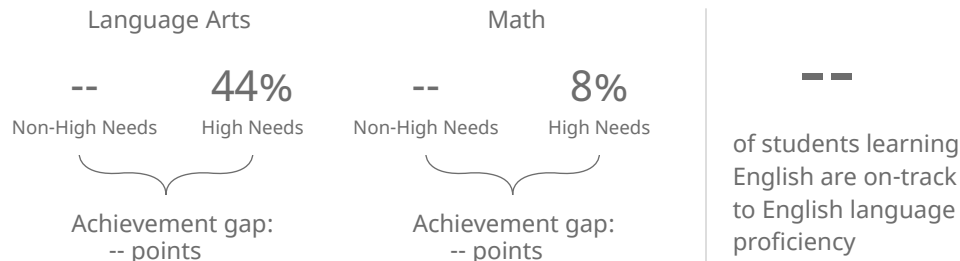 Language Arts
-- 44%
Non-High Needs High Needs
Achievement gap:
-- points
Math
-- 8%
Non-High Needs High Needs
Achievement gap:
-- points
--
of students learning
English are on-track
to English language
proficiency